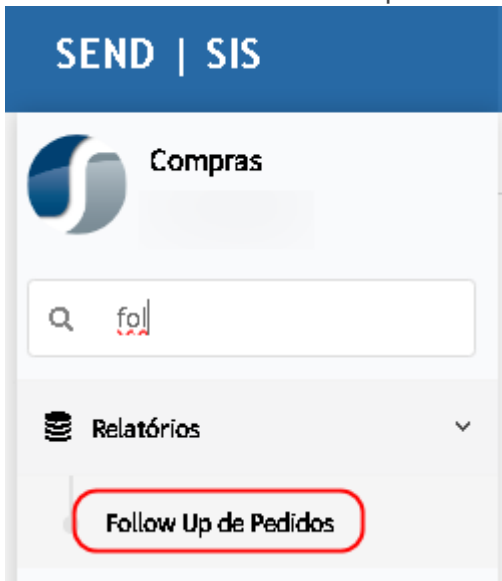 SEND | SIS
Compras
fol
Relatórios
Follow Up de Pedidos